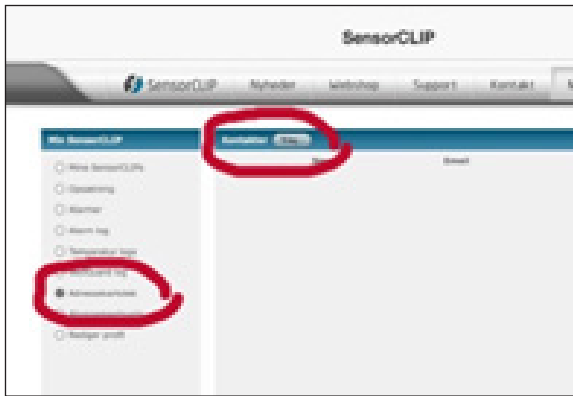 SensorCLIP
SensorCLIP Nyheder Webshop Support Kontakt
Min SensorCLIP
Kontakter
Email
Mine SensorCLIPs
Opsætning
Alarmer
Alarm log
Temperatur logs
log
Adressekartotek
Rediger profil